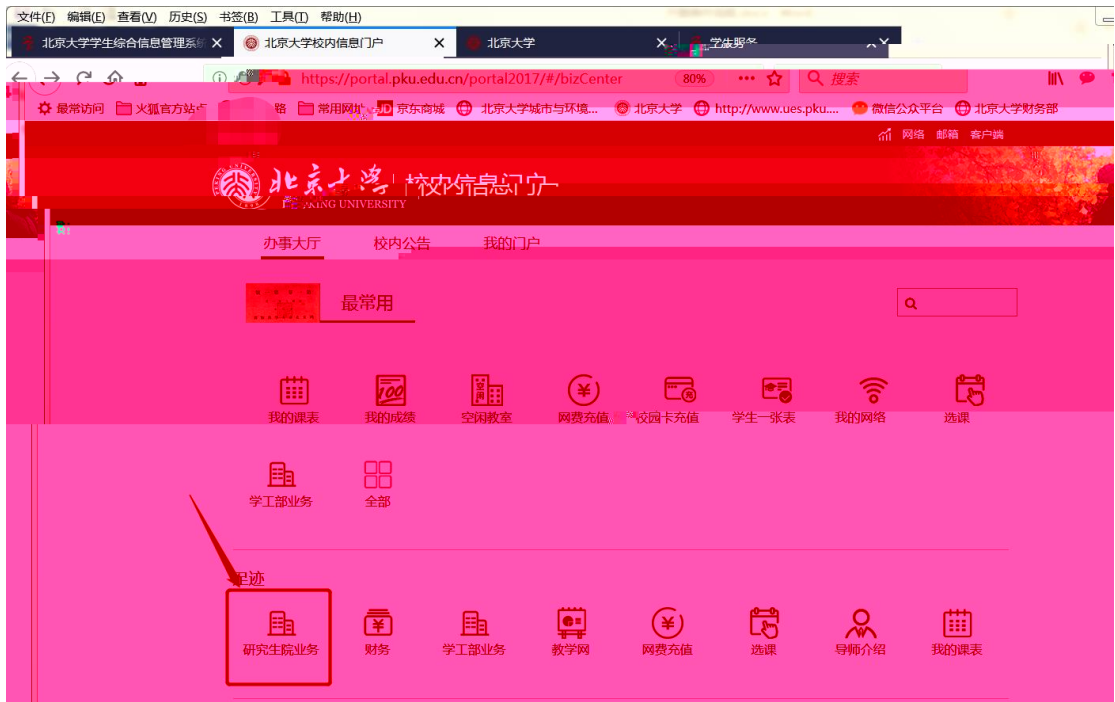 文件(F) 编辑(E) 查看(V) 历史(S) 书签(B) 工具(T) 帮助(H)
北京大学学生综合信息管理系统 北京大学校内信息门户 北京大学
https://portal.pku.edu.cn/portal2017/#/bizCenter 80% 搜索
最常访问 火狐官方站点 常用网址 JD 京东商城 北京大学城市与环境... 北京大学 http://www.ues.pku.... 微信公众平台 北京大学财务部
网络 邮箱 客户端
北京大学 校内信息门户
PEKING UNIVERSITY
办事大厅 校内公告 我的门户
最常用
我的课表 我的成绩 空闲教室 网费充值 校园卡充值 学生一张表 我的网络 选课
学工部业务 全部
足迹
研究生院业务 财务 学工部业务 教学网 网费充值 选课 导师介绍 我的课表